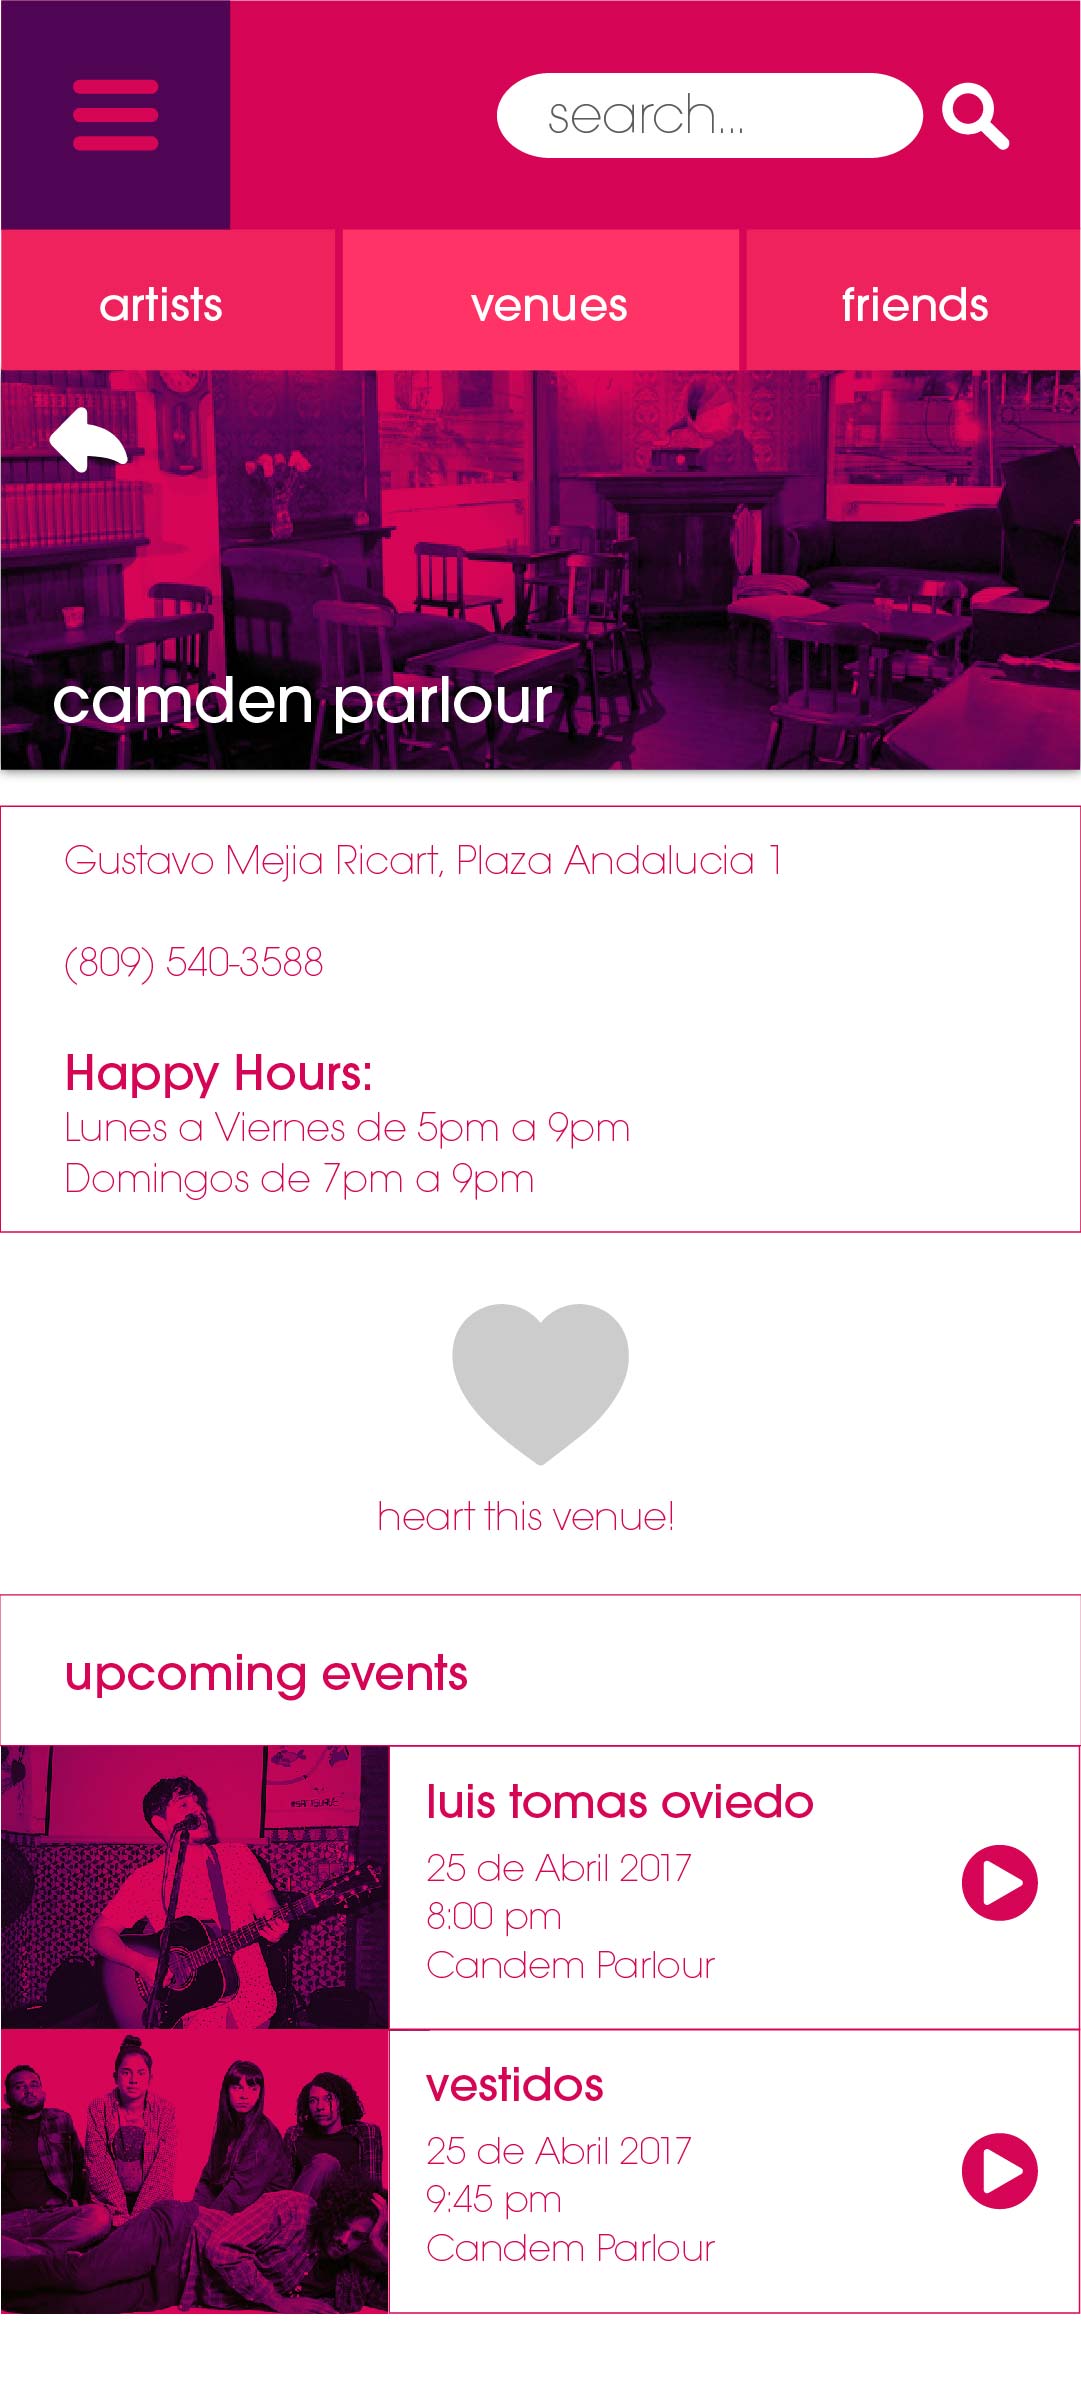 search...
artists venues friends
camden parlour
Gustavo Mejia Ricart, Plaza Andalucia 1
(809) 540-3588
Happy Hours:
Lunes a Viernes de 5pm a 9pm
Domingos de 7pm a 9pm
heart this venue!
upcoming events
luis tomas oviedo
25 de Abril 2017
8:00 pm
Candem Parlour
vestidos
25 de Abril 2017
9:45 pm
Candem Parlour